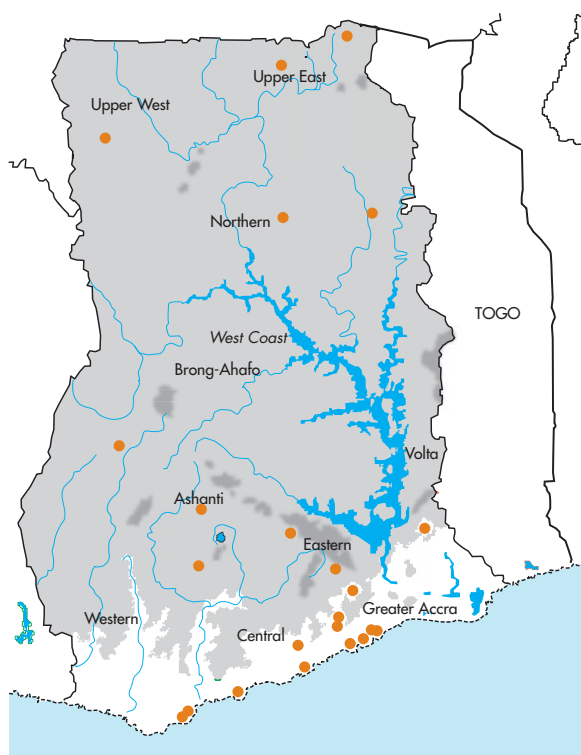 Upper East
Upper West
Northern
TOGO
West Coast
Brong-Ahafo
Volta
Ashanti
Eastern
Greater Accra
Western
Central